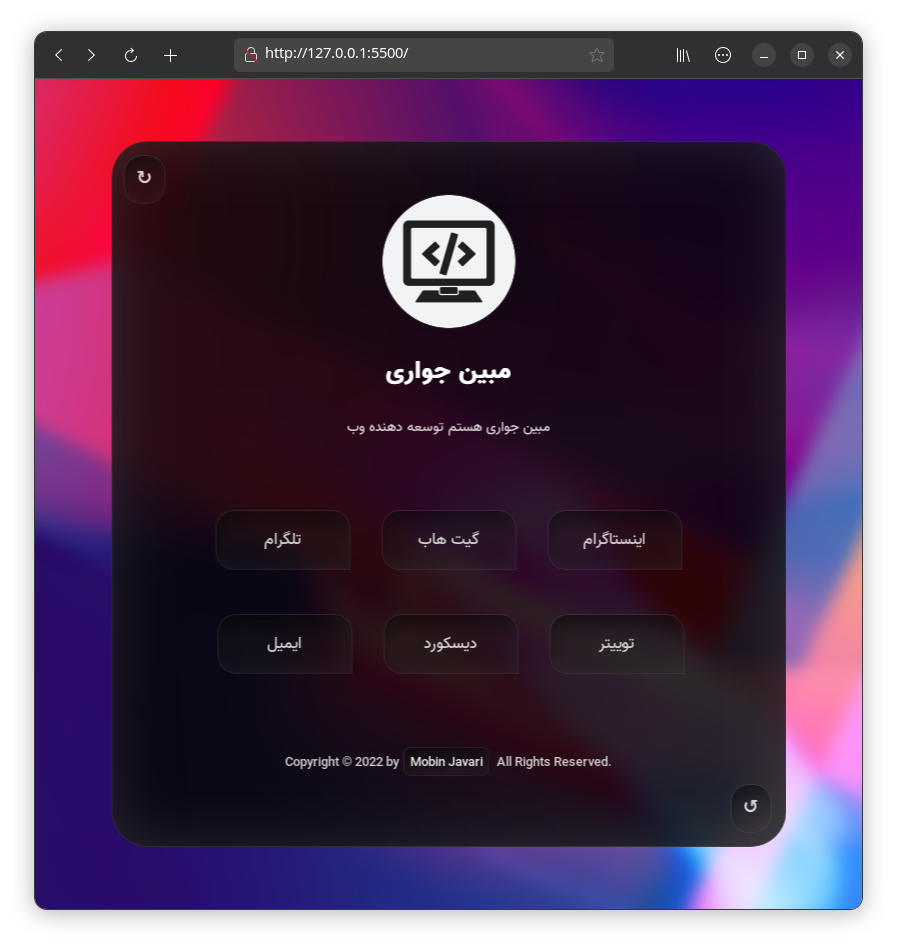 http://127.0.0.1:5500/
↻
</>
مبین جواری
مبین جواری هستم توسعه دهنده وب
اینستاگرام گیت هاب تلگرام
توییتر دیسکورد ایمیل
Copyright © 2022 by Mobin Javari All Rights Reserved.
↺